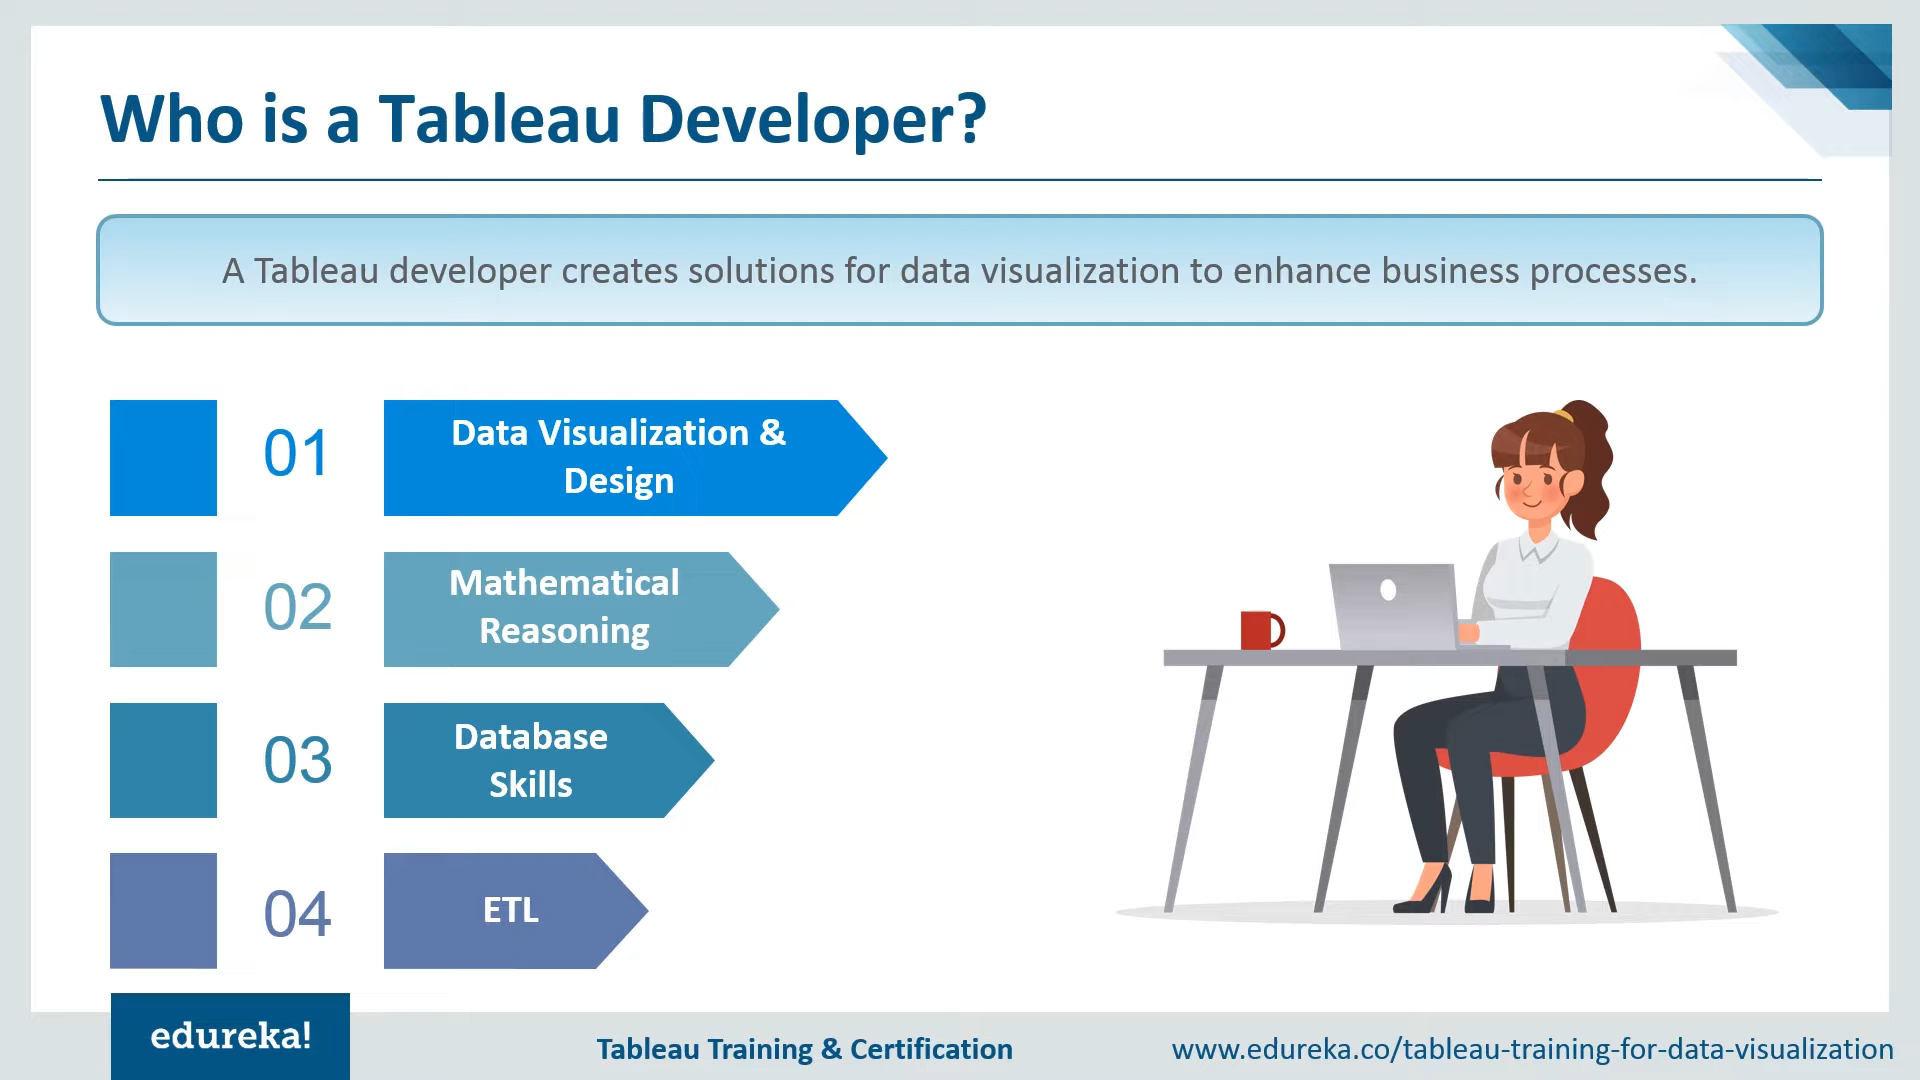 Who is a Tableau Developer?
A Tableau developer creates solutions for data visualization to enhance business processes.
01
Data Visualization &
Design
02
Mathematical
Reasoning
03
Database
Skills
04
ETL
edureka!
Tableau Training & Certification
www.edureka.co/tableau-training-for-data-visualization